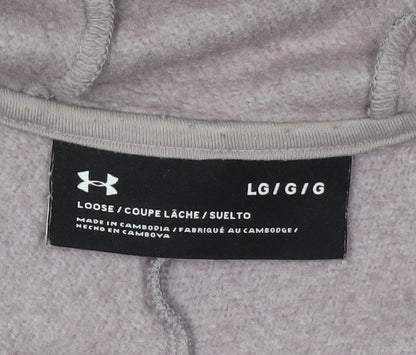 LG / G / G
LOOSE / COUPE LÂCHE / SUELTO
MADE IN CAMBODIA / FABRIQUÉ AU CAMBODGE /
HECHO EN CAMBOYA